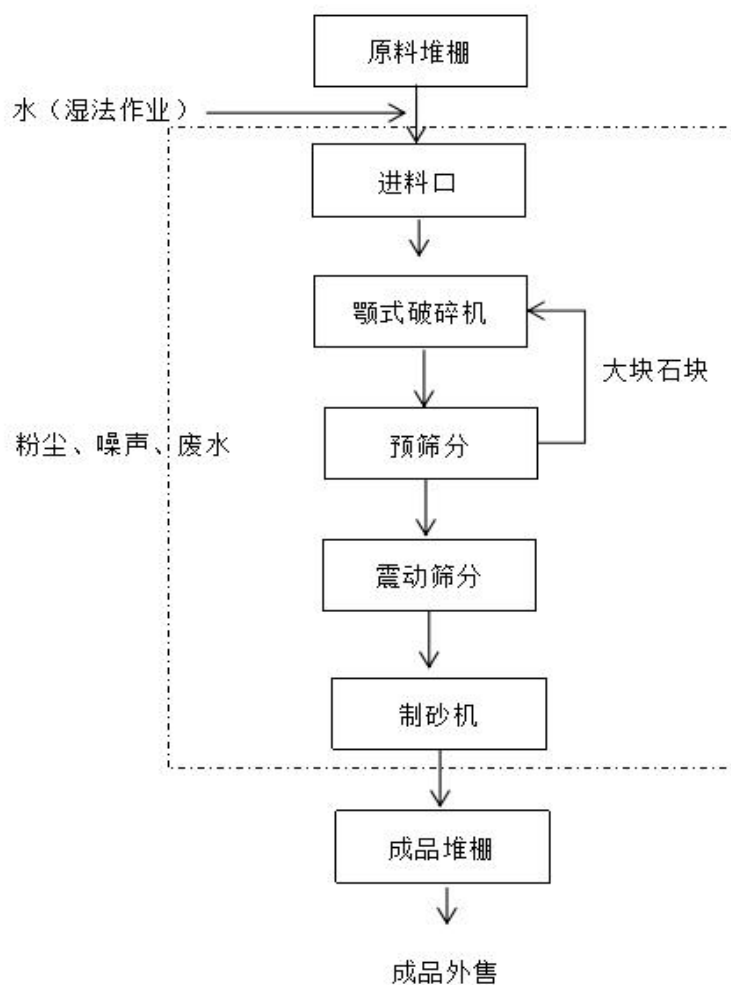 原料堆棚
水（湿法作业）
进料口
颚式破碎机
大块石块
粉尘、噪声、废水
预筛分
震动筛分
制砂机
成品堆棚
成品外售